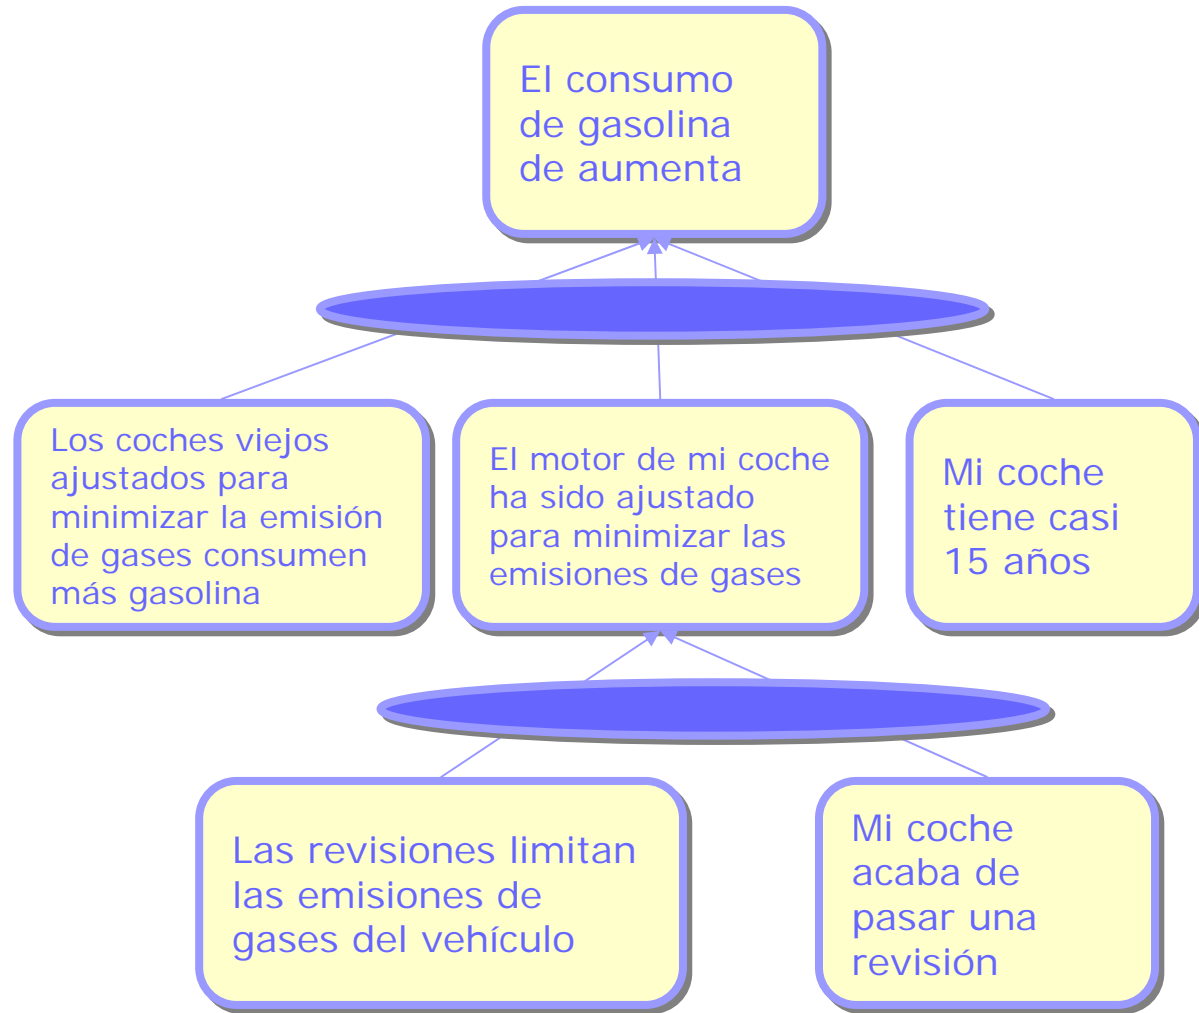 El consumo
de gasolina
de aumenta
Los coches viejos
ajustados para
minimizar la emisión
de gases consumen
más gasolina
El motor de mi coche
ha sido ajustado
para minimizar las
emisiones de gases
Mi coche
tiene casi
15 años
Las revisiones limitan
las emisiones de
gases del vehículo
Mi coche
acaba de
pasar una
revisión